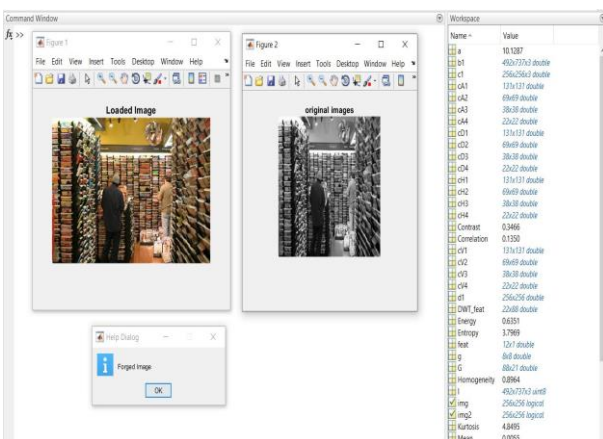 Command Window
fx >>
Figure 1
File Edit View Insert Tools Desktop Window Help
Loaded Image
Figure 2
File Edit View Insert Tools Desktop Window Help
original images
Help Dialog
Forged Image
OK
Workspace
Name Value
a 10.1287
b1 492x737x3 double
c1 256x256x3 double
cA1 131x131 double
cA2 69x69 double
cA3 38x38 double
cA4 22x22 double
cD1 131x131 double
cD2 69x69 double
cD3 38x38 double
cD4 22x22 double
cH1 131x131 double
cH2 69x69 double
cH3 38x38 double
cH4 22x22 double
Contrast 0.3466
Correlation 0.1350
cV1 131x131 double
cV2 69x69 double
cV3 38x38 double
cV4 22x22 double
d1 256x256 double
DWT_feat 22x88 double
Energy 0.6351
Entropy 3.7969
feat 12x1 double
g 8x8 double
G 88x21 double
Homogeneity 0.8964
I 492x737x3 uint8
img 256x256 logical
img2 256x256 logical
Kurtosis 4.8495
Mean 0.0055